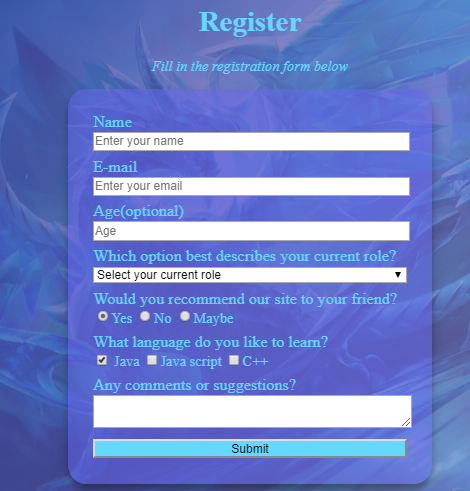 Register
Fill in the registration form below
Name
Enter your name
E-mail
Enter your email
Age(optional)
Age
Which option best describes your current role?
Select your current role
Would you recommend our site to your friend?
Yes No Maybe
What language do you like to learn?
Java Java script C++
Any comments or suggestions?
Submit